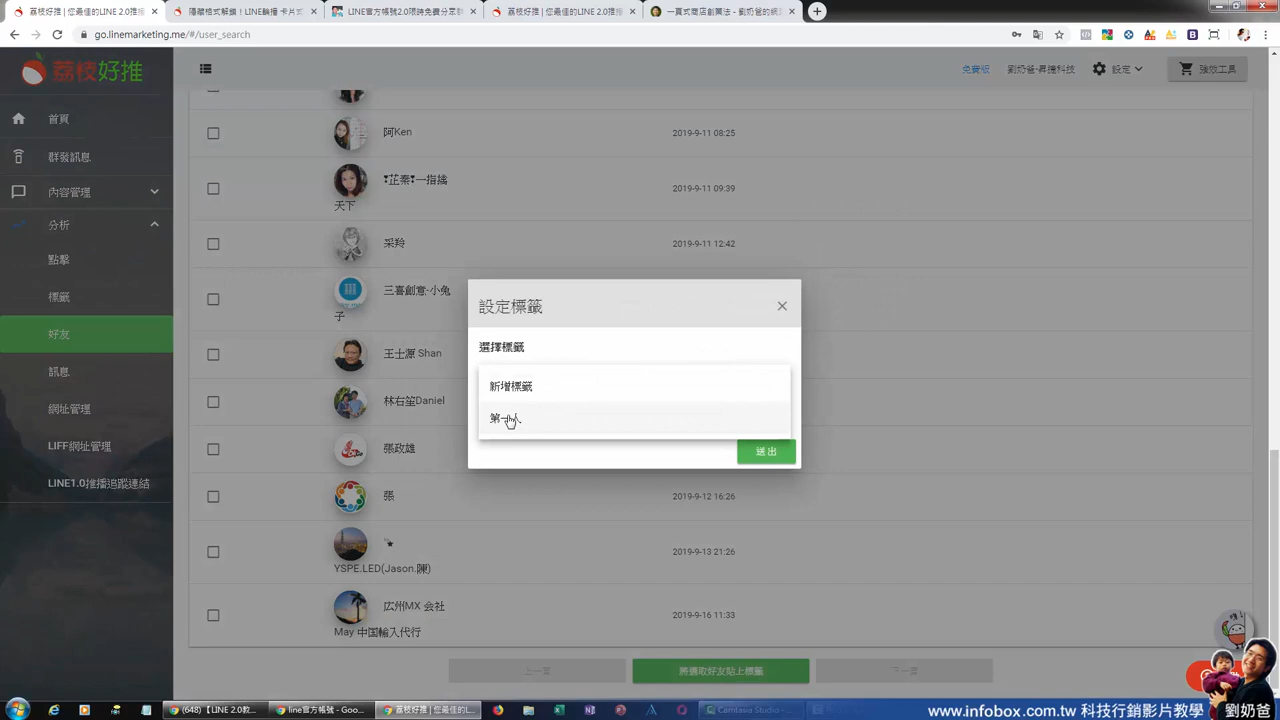 荔枝好推 | 您最佳的LINE 2.0
隱藏格式解鎖！LINE輪播 卡片式
LINE官方帳號2.0限時免費分眾群
荔枝好推 | 您最佳的LINE 2.0
一頁式商店創業法 - 劉奶爸的網
go.linemarketing.me/#/user_search
荔枝好推
免費版
劉奶爸-昇揚科技
設定
強效工具
首頁
群發訊息
內容管理
分析
點擊
標籤
好友
訊息
網址管理
LIFF網址管理
LINE1.0推播追蹤連結
阿Ken
2019-9-11 08:25
❣芷秦❣一指搞
天下
2019-9-11 09:39
采羚
2019-9-11 12:42
三喜創意-小兔
子
王士源 Shan
林右笙Daniel
張政雄
張
2019-9-12 16:26
YSPE.LED(Jason.陳)
2019-9-13 21:26
広州MX 会社
May 中国輸入代行
2019-9-16 11:33
設定標籤
選擇標籤
新增標籤
第一人
送出
上一頁
將選取好友貼上標籤
下一頁
(648)【 LINE2.0教...
line官方帳號 - Goo...
荔枝好推 | 您最佳的L...
Camtasia Studio - ...
www.infobox.com.tw 科技行銷影片教學
劉奶爸